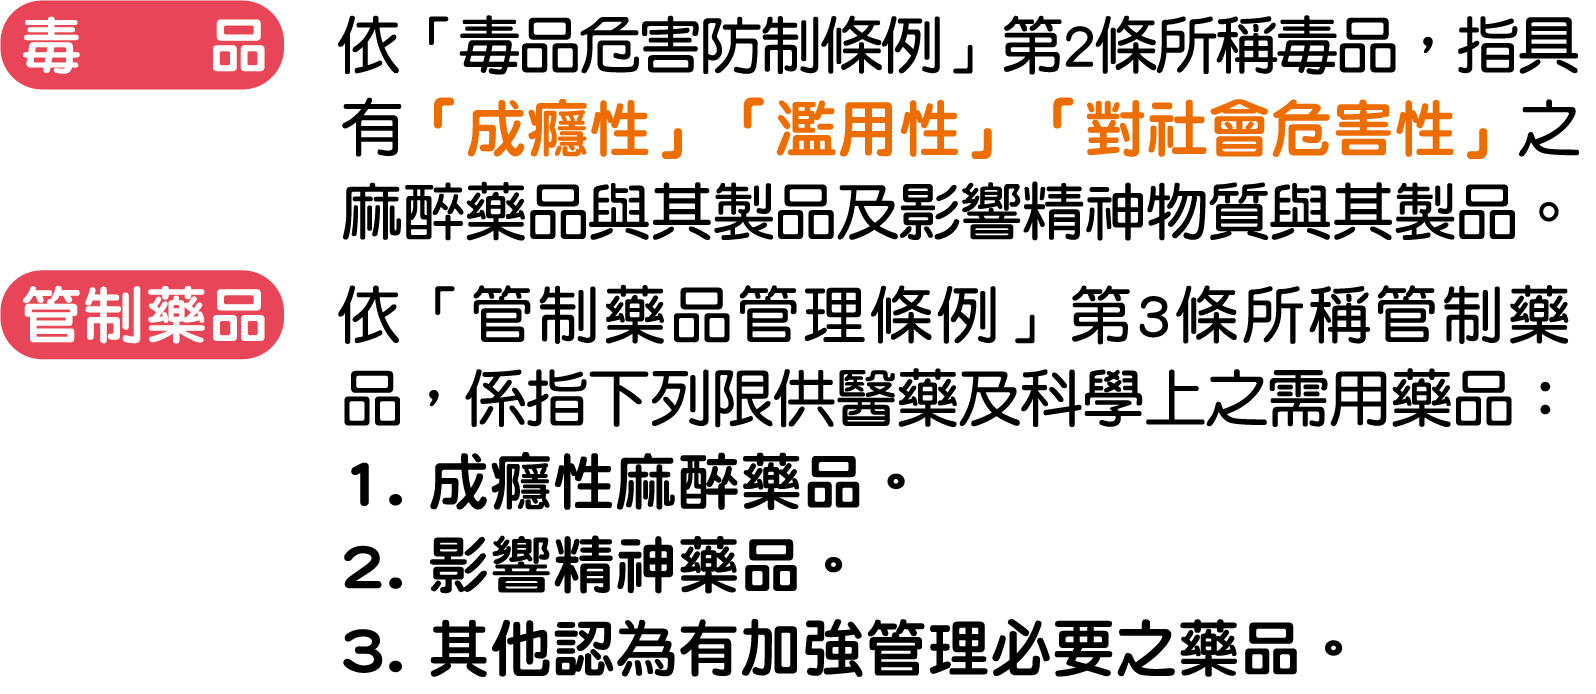 毒 品 依「毒品危害防制條例」第2條所稱毒品，指具
有「成癮性」「濫用性」「對社會危害性」之
麻醉藥品與其製品及影響精神物質與其製品。
管制藥品 依「管制藥品管理條例」第3條所稱管制藥
品，係指下列限供醫藥及科學上之需用藥品：
1. 成癮性麻醉藥品。
2. 影響精神藥品。
3. 其他認為有加強管理必要之藥品。